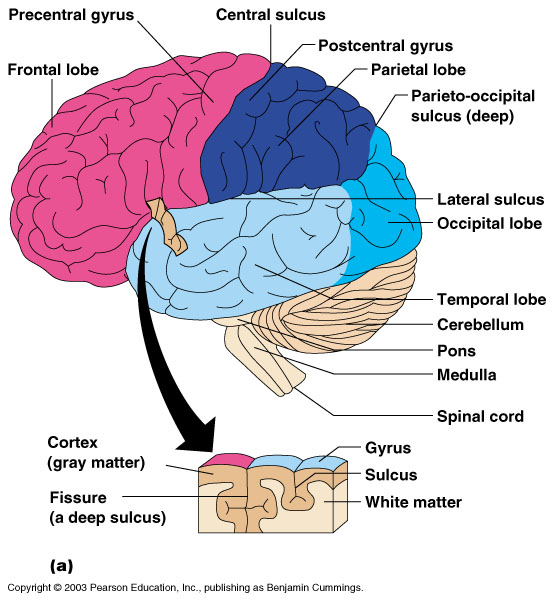 Precentral gyrus
Central sulcus
Postcentral gyrus
Frontal lobe
Parietal lobe
Parieto-occipital
sulcus (deep)
Lateral sulcus
Occipital lobe
Temporal lobe
Cerebellum
Pons
Medulla
Spinal cord
Cortex
(gray matter)
Gyrus
Sulcus
Fissure
(a deep sulcus)
White matter
(a)
Copyright © 2003 Pearson Education, Inc., publishing as Benjamin Cummings.